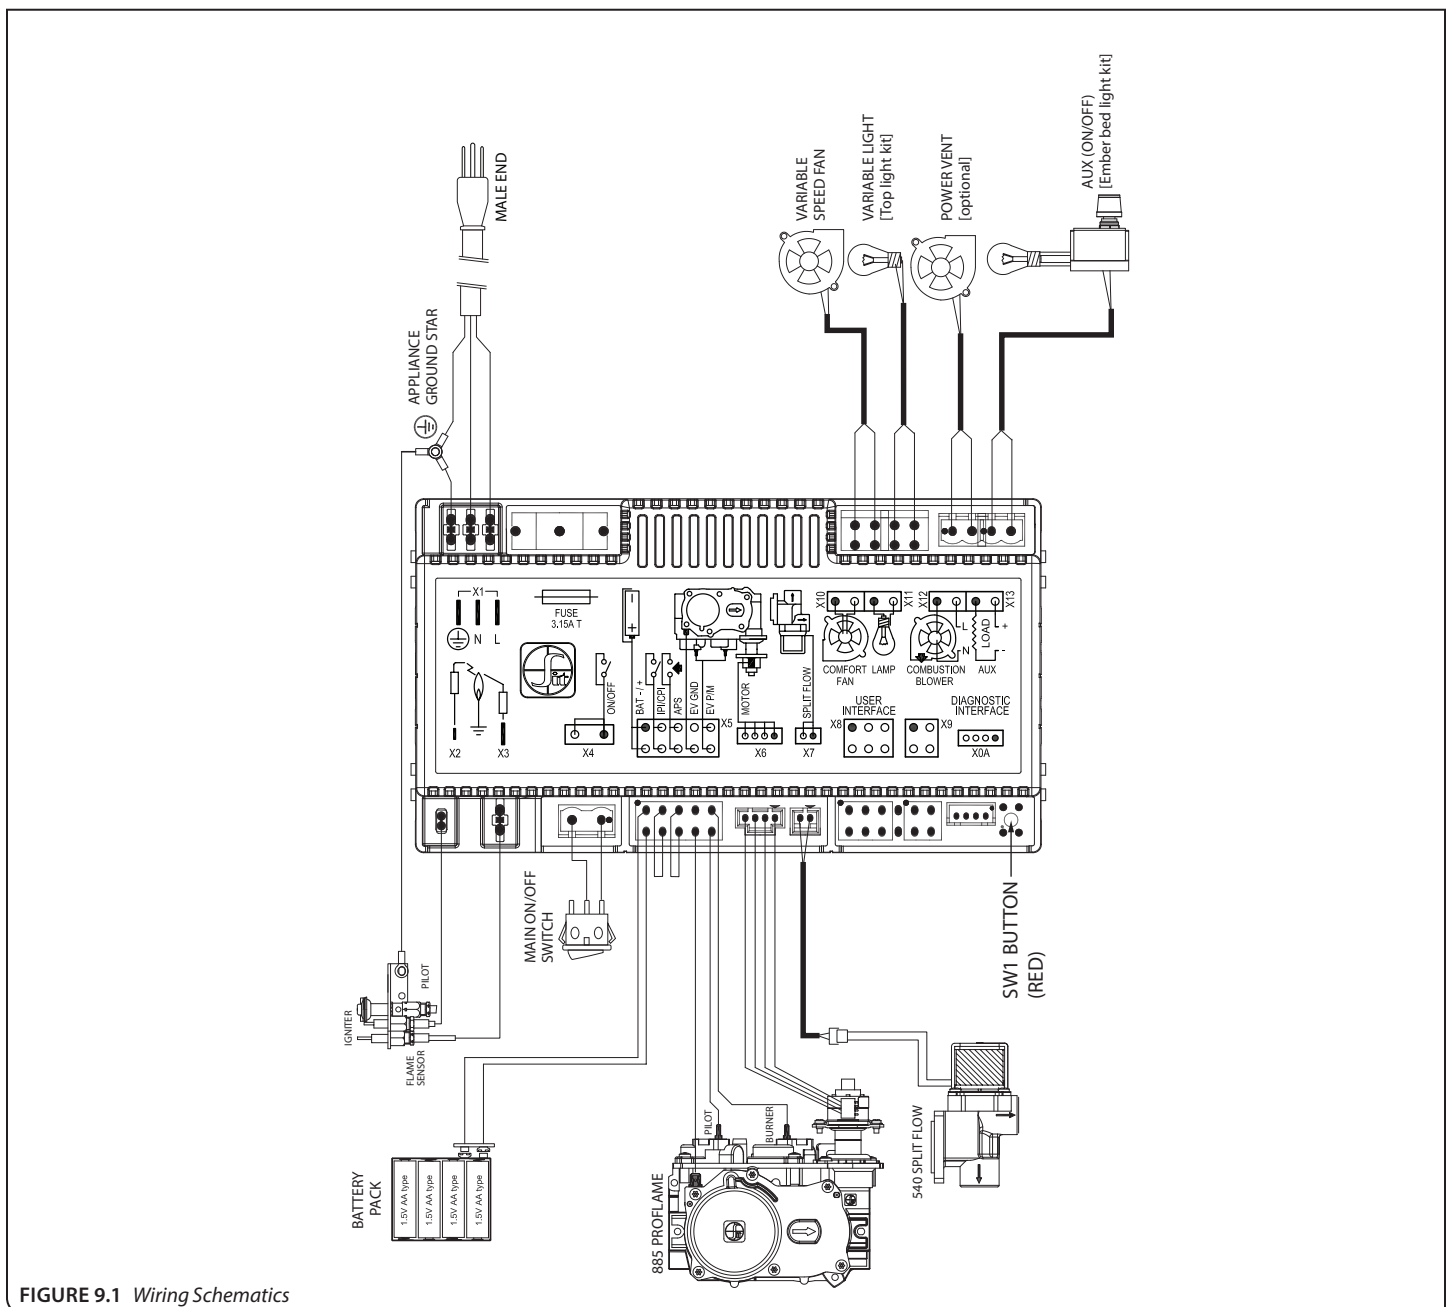 MALE END
APPLIANCE
GROUND STAR
VARIABLE
SPEED FAN
VARIABLE LIGHT
[Top light kit]
POWER VENT
[optional]
AUX (ON/OFF)
[Ember bed light kit]
X1
N L
FUSE
3.15A T
Sit
X2
X3
ON/OFF
X4
- +
BAT - / +
IPI/CPI
APS
EV GND
EV P/M
X5
MOTOR
X6
SPLIT FLOW
X7
X10
X11
X12
X13
COMFORT
FAN
LAMP
COMBUSTION
BLOWER
L
N
LOAD
+
-
AUX
USER
INTERFACE
X8
X9
DIAGNOSTIC
INTERFACE
X0A
MAIN ON/OFF
SWITCH
SW1 BUTTON
(RED)
IGNITER
PILOT
FLAME
SENSOR
BATTERY
PACK
1.5V AA type
1.5V AA type
1.5V AA type
1.5V AA type
885 PROFLAME
PILOT
BURNER
540 SPLIT FLOW
FIGURE 9.1 Wiring Schematics